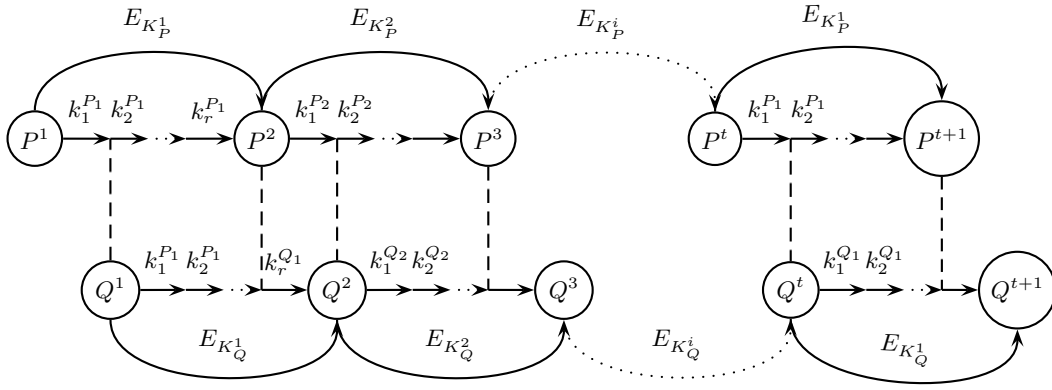 $E_{K_P^1}$ $E_{K_P^2}$ $E_{K_P^i}$ $E_{K_P^1}$
$k_1^{P_1}$ $k_2^{P_1}$ $k_r^{P_1}$ $k_1^{P_2}$ $k_2^{P_2}$ $k_1^{P_1}$ $k_2^{P_1}$
$P^1$ $P^2$ $P^3$ $P^t$ $P^{t+1}$
$k_1^{P_1}$ $k_2^{P_1}$ $k_r^{Q_1}$ $k_1^{Q_2}$ $k_2^{Q_2}$ $k_1^{Q_1}$ $k_2^{Q_1}$
$Q^1$ $Q^2$ $Q^3$ $Q^t$ $Q^{t+1}$
$E_{K_Q^1}$ $E_{K_Q^2}$ $E_{K_Q^i}$ $E_{K_Q^1}$